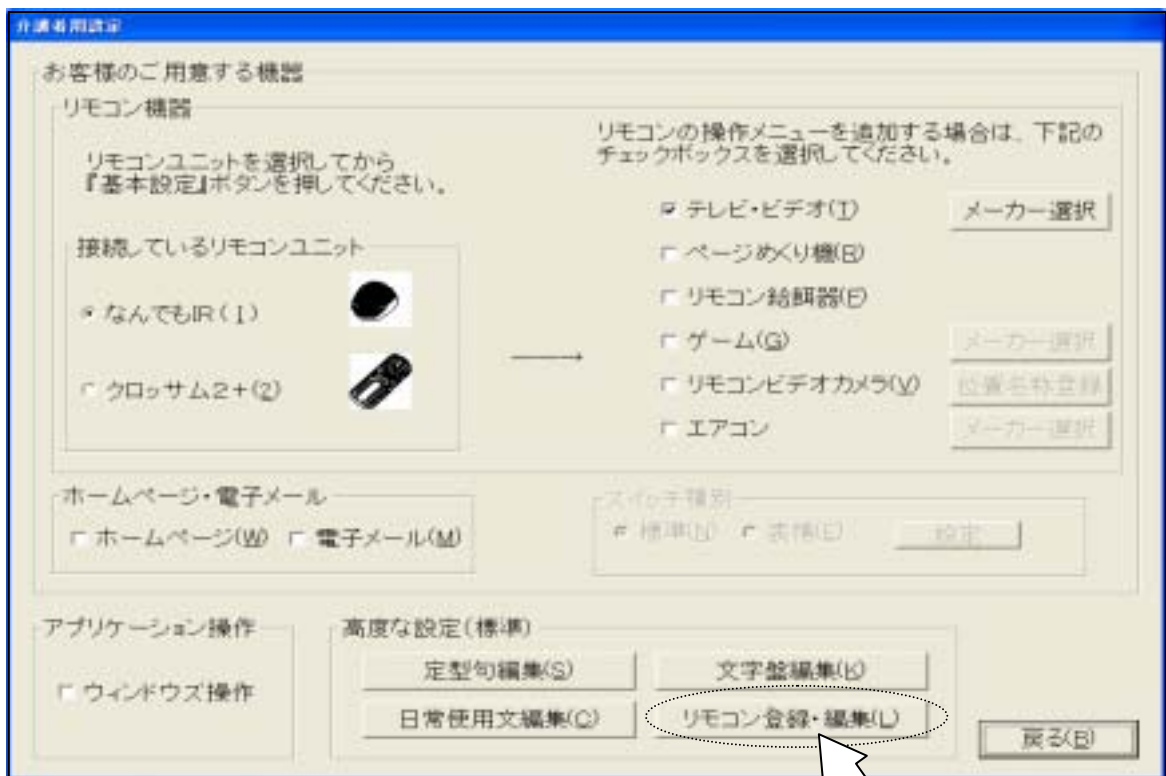 介護者用設定
お客様のご用意する機器
リモコン機器
リモコンユニットを選択してから
『基本設定』ボタンを押してください。
リモコンの操作メニューを追加する場合は、下記の
チェックボックスを選択してください。
接続しているリモコンユニット
なんでもIR(I)
クロッサム2+(2)
テレビ・ビデオ(T) メーカー選択
ページめくり機(R)
リモコン給餌器(F)
ゲーム(G) メーカー選択
リモコンビデオカメラ(V) 位置名称登録
エアコン メーカー選択
ホームページ・電子メール
ホームページ(W) 電子メール(M)
スイッチ種別
標準(N) 表情(E) 設定
アプリケーション操作
ウィンドウズ操作
高度な設定(標準)
定型句編集(S) 文字盤編集(K)
日常使用文編集(C) リモコン登録・編集(L)
戻る(B)